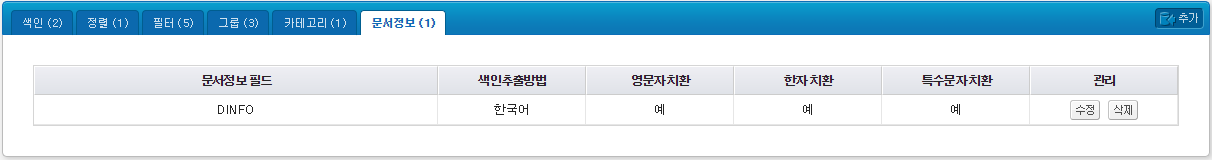 색인 (2) 정렬 (1) 필터 (5) 그룹 (3) 카테고리 (1) 문서정보 (1) 추가
문서정보 필드 색인추출방법 영문자치환 한자치환 특수문자치환 관리
DINFO 한국어 예 예 예 수정 삭제